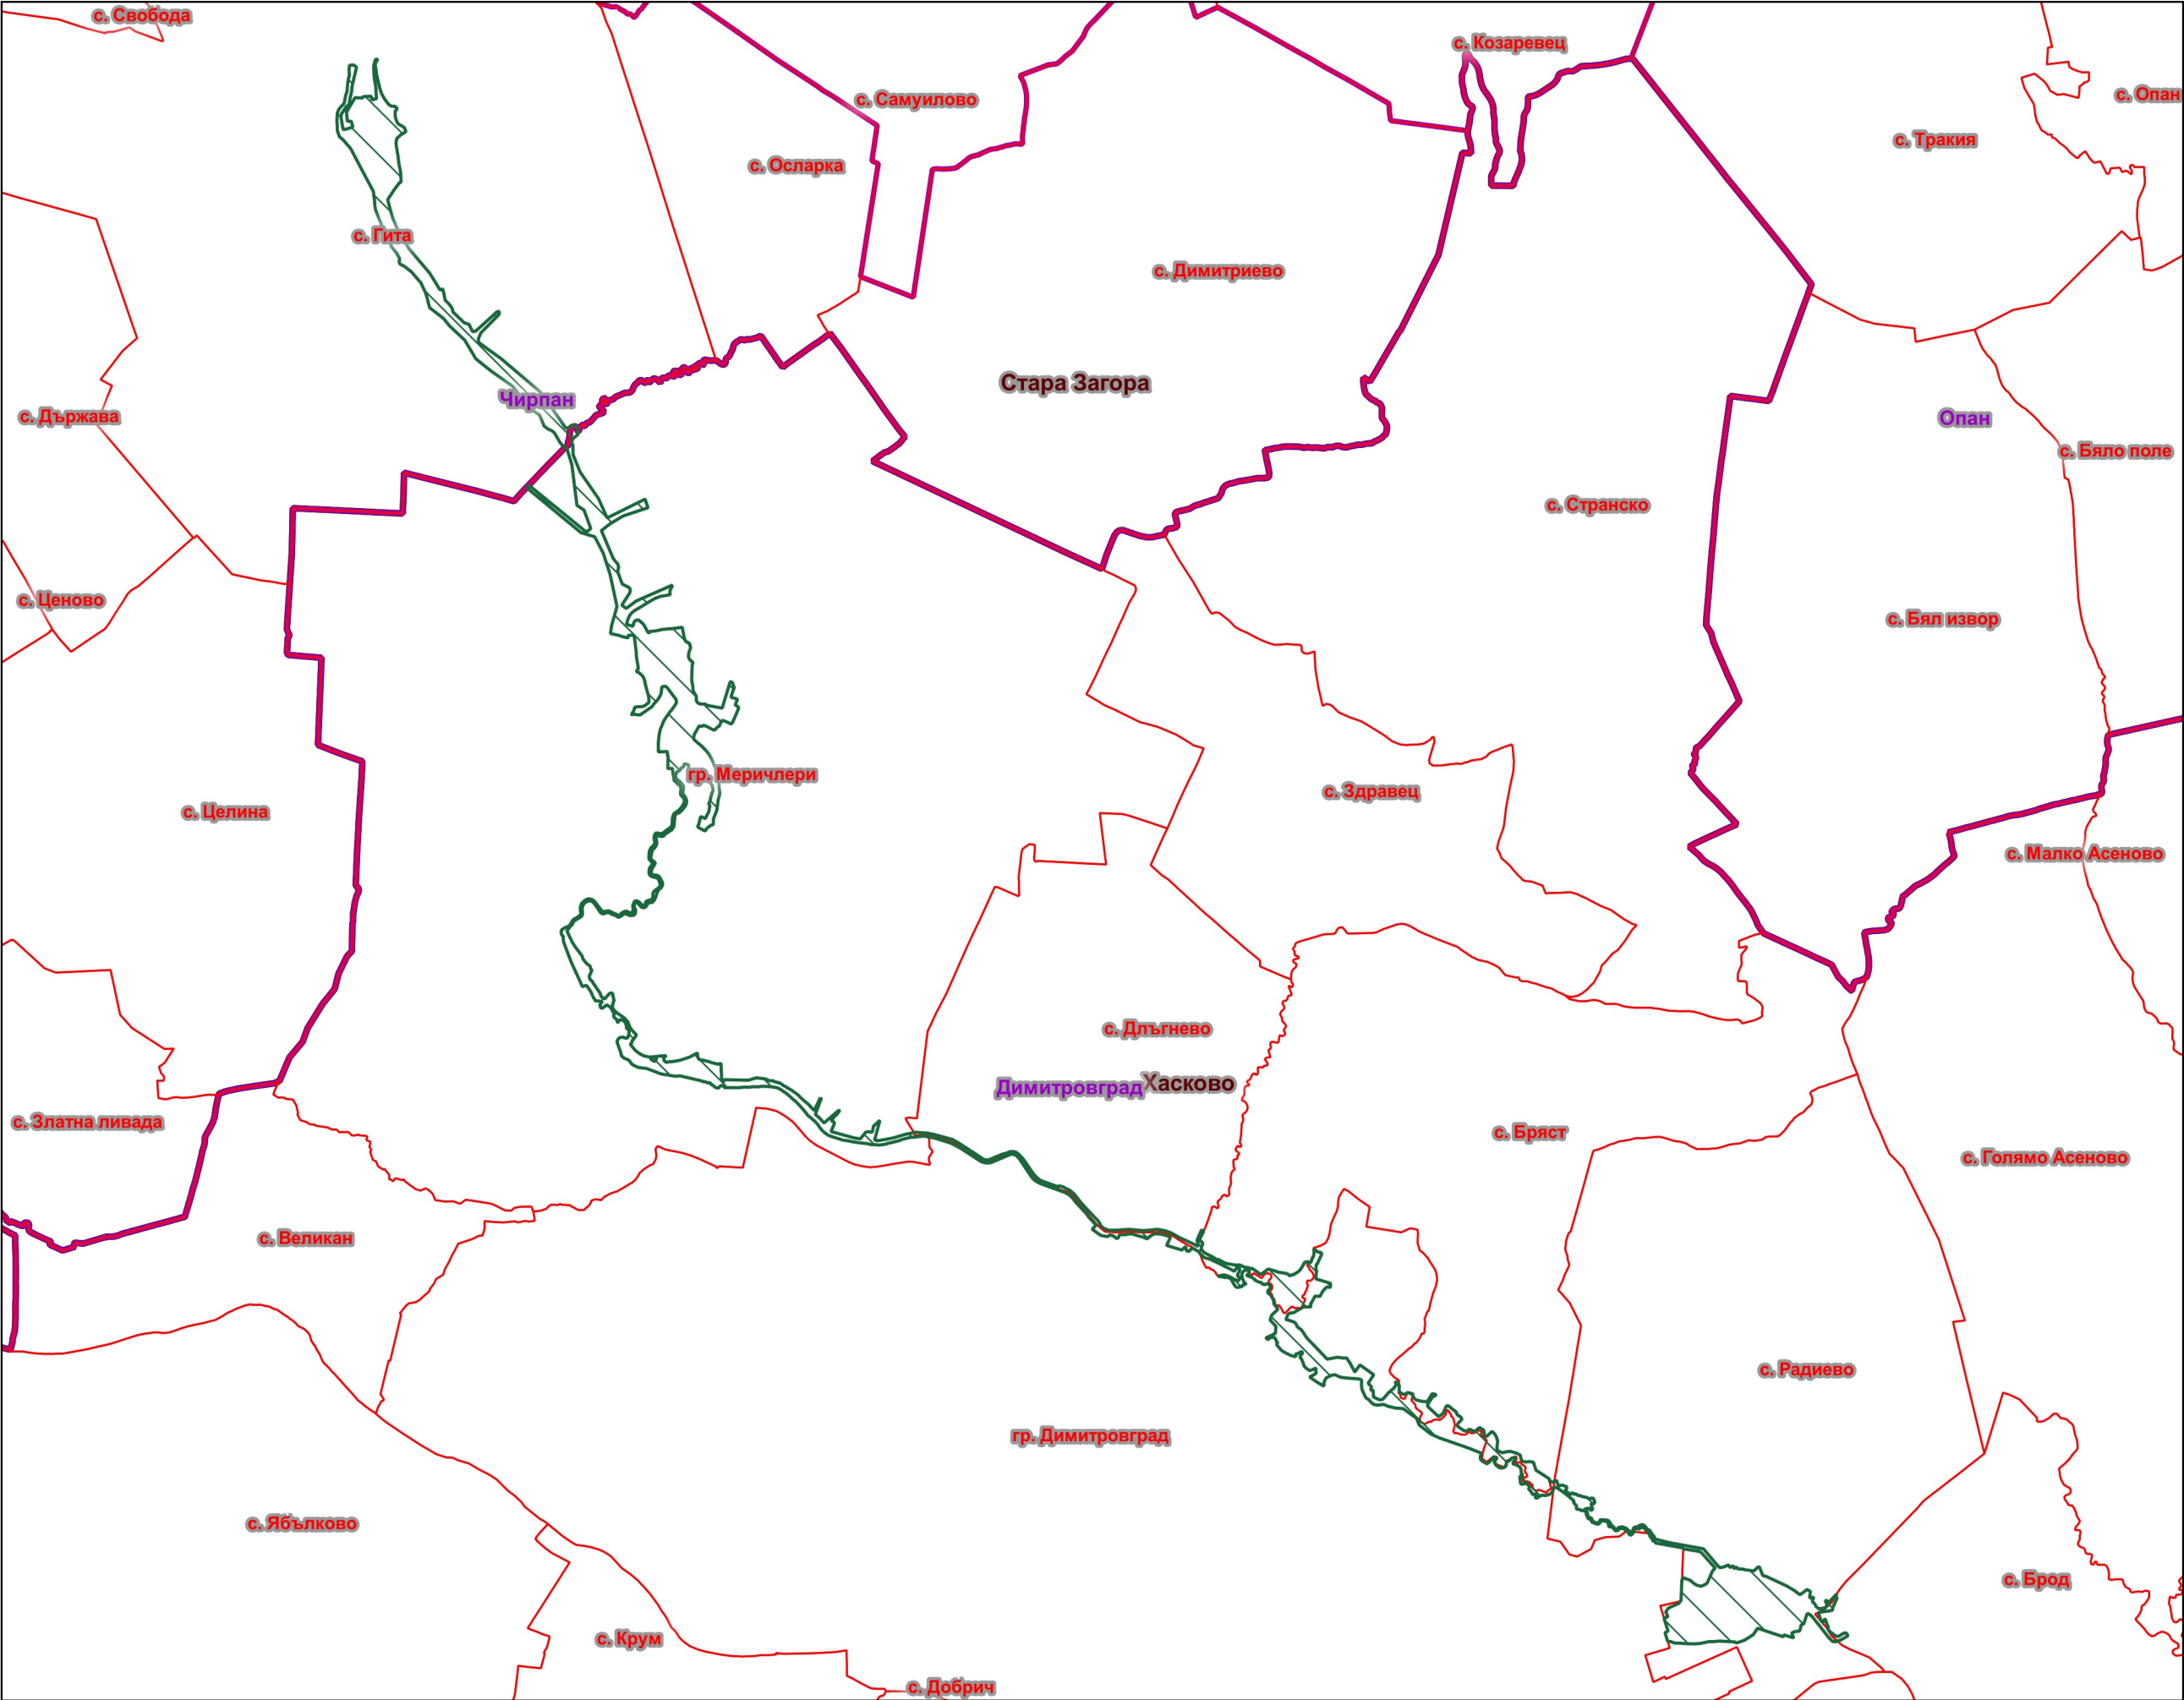 с. Свобода
с. Козаревец
с. Опан
с. Самуилово
с. Тракия
с. Осларка
с. Гита
с. Димитриево
Стара Загора
Чирпан
с. Държава
Опан
с. Бяло поле
с. Странско
с. Ценово
с. Бял извор
гр. Меричлери
с. Здравец
с. Целина
с. Малко Асеново
с. Длъгнево
Димитровград
Хасково
с. Златна ливада
с. Бряст
с. Голямо Асеново
с. Великан
с. Радиево
гр. Димитровград
с. Ябълково
с. Брод
с. Крум
с. Добрич